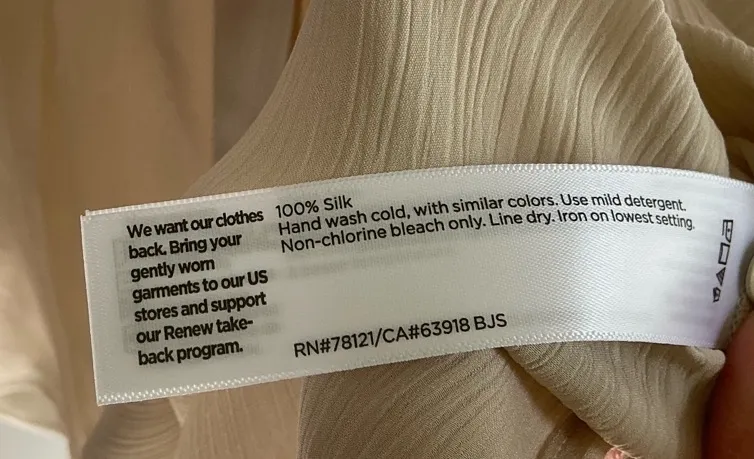 We want our clothes
back. Bring your
gently worn
garments to our US
stores and support
our Renew take-
back program.
100% Silk
Hand wash cold, with similar colors. Use mild detergent.
Non-chlorine bleach only. Line dry. Iron on lowest setting.
RN#78121/CA#63918 BJS